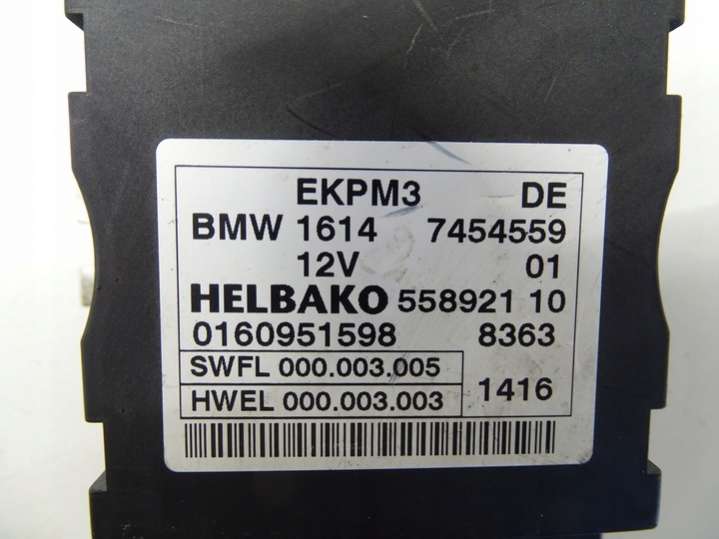 EKPM3 DE
BMW 1614 7454559
12V 01
HELBAKO 558921 10
0160951598 8363
SWFL 000.003.005
HWEL 000.003.003 1416